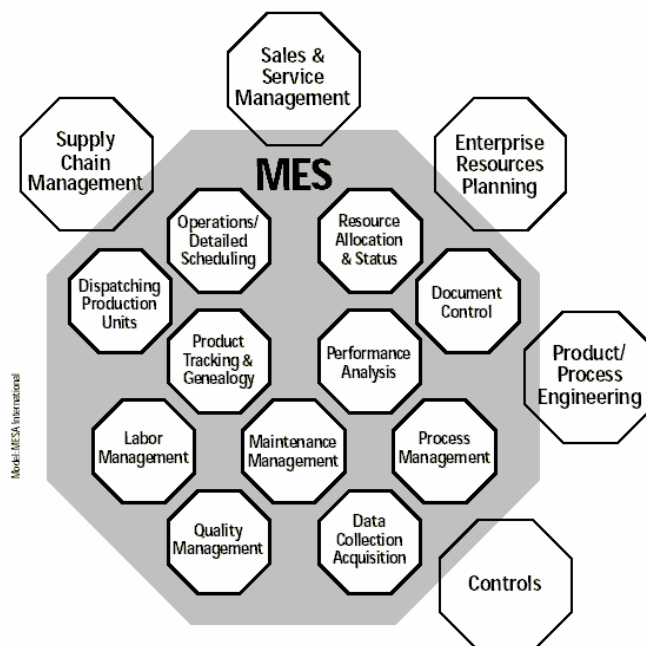 Sales &
Service
Management
Supply
Chain
Management
Enterprise
Resources
Planning
MES
Operations/
Detailed
Scheduling
Resource
Allocation
& Status
Dispatching
Production
Units
Document
Control
Product
Tracking &
Genealogy
Performance
Analysis
Product/
Process
Engineering
Labor
Management
Maintenance
Management
Process
Management
Quality
Management
Data
Collection
Acquisition
Controls
Model: MESA International